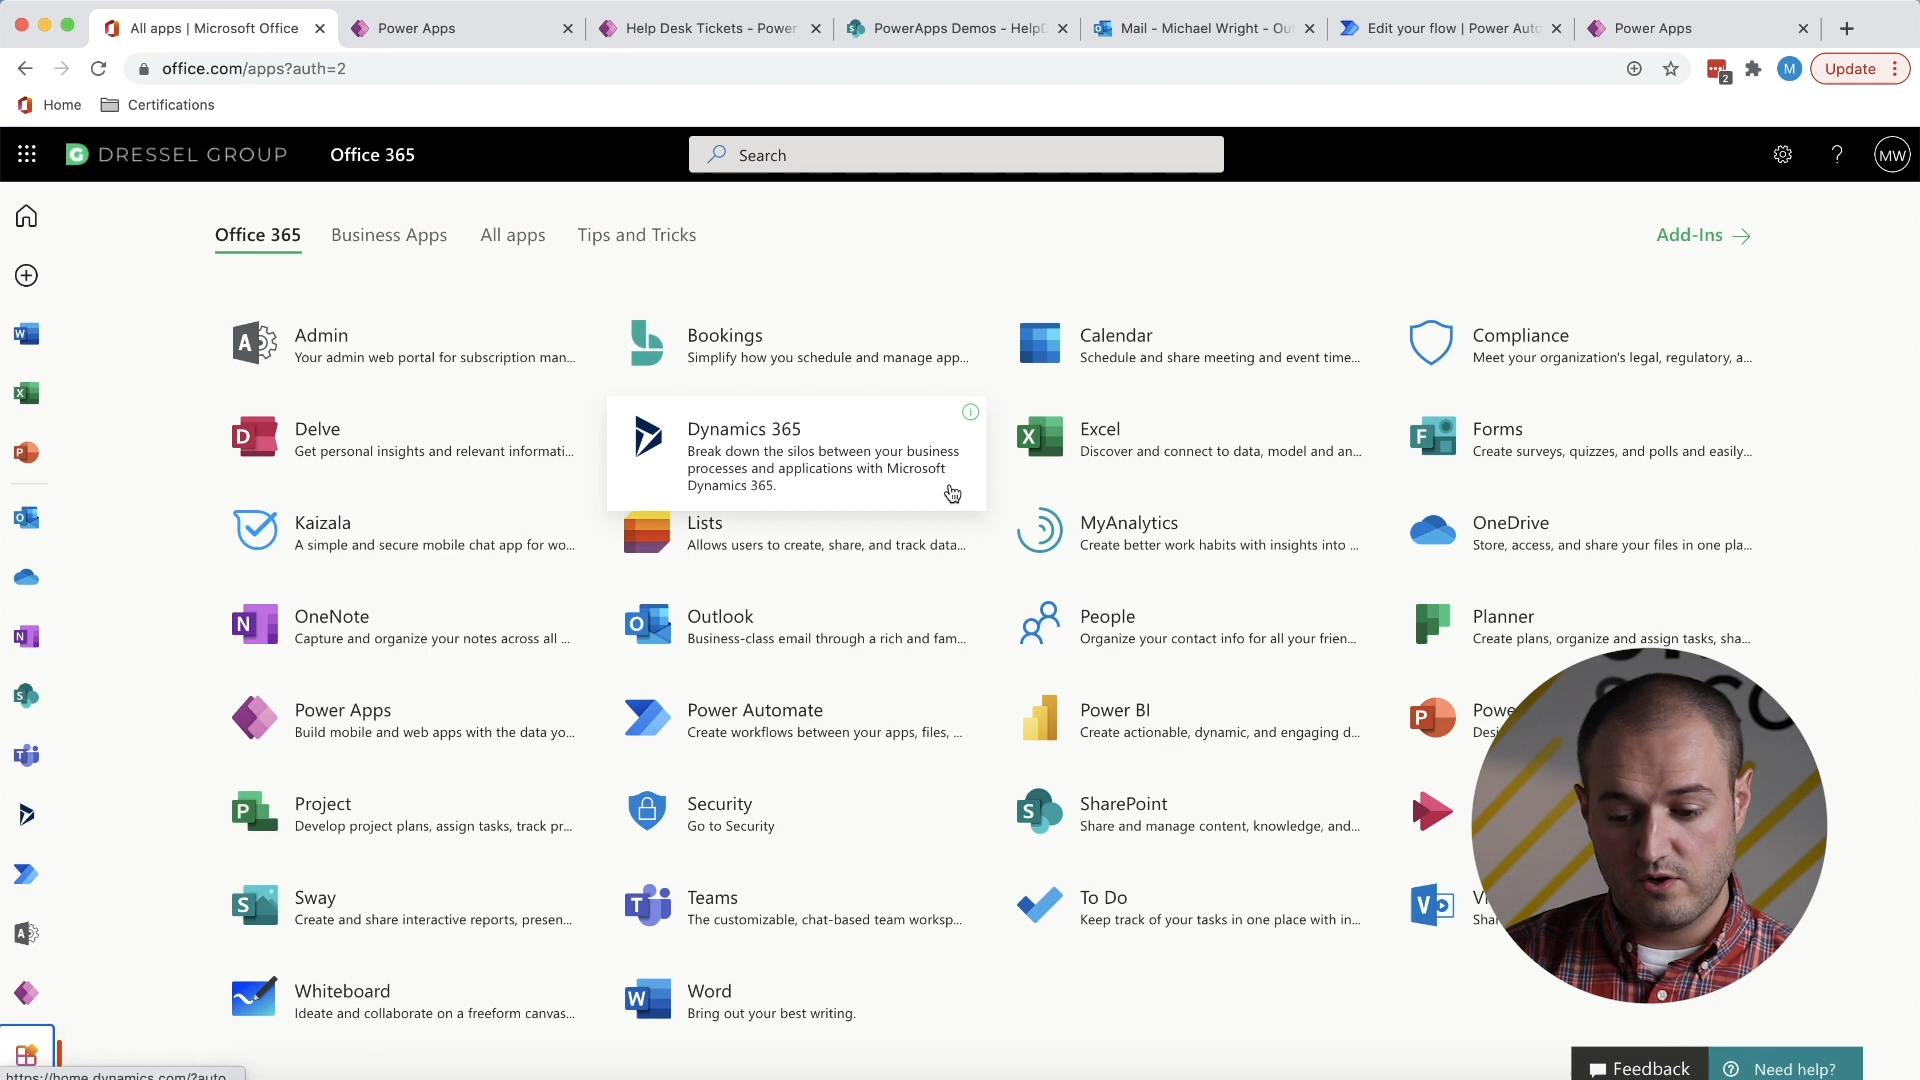 All apps | Microsoft Office
Power Apps
Help Desk Tickets - Power
PowerApps Demos - HelpD
Mail - Michael Wright - Ou
Edit your flow | Power Auto
Power Apps
office.com/apps?auth=2
2
M
Update
Home
Certifications
DRESSEL GROUP
Office 365
Search
?
MW
Office 365
Business Apps
All apps
Tips and Tricks
Add-Ins
Admin
Your admin web portal for subscription man...
Bookings
Simplify how you schedule and manage app...
Calendar
Schedule and share meeting and event time...
Compliance
Meet your organization's legal, regulatory, a...
Delve
Get personal insights and relevant informati...
Dynamics 365
Break down the silos between your business
processes and applications with Microsoft
Dynamics 365.
Excel
Discover and connect to data, model and an...
Forms
Create surveys, quizzes, and polls and easily...
Kaizala
A simple and secure mobile chat app for wo...
Lists
Allows users to create, share, and track data...
MyAnalytics
Create better work habits with insights into ...
OneDrive
Store, access, and share your files in one pla...
OneNote
Capture and organize your notes across all ...
Outlook
Business-class email through a rich and fam...
People
Organize your contact info for all your frien...
Planner
Create plans, organize and assign tasks, sha...
Power Apps
Build mobile and web apps with the data yo...
Power Automate
Create workflows between your apps, files, ...
Power BI
Create actionable, dynamic, and engaging d...
Powe
Desi
Project
Develop project plans, assign tasks, track pr...
Security
Go to Security
SharePoint
Share and manage content, knowledge, and...
Sway
Create and share interactive reports, presen...
Teams
The customizable, chat-based team worksp...
To Do
Keep track of your tasks in one place with in...
Vi
Shar
Whiteboard
Ideate and collaborate on a freeform canvas...
Word
Bring out your best writing.
https://home.dynamics.com/?auto
Feedback
Need help?